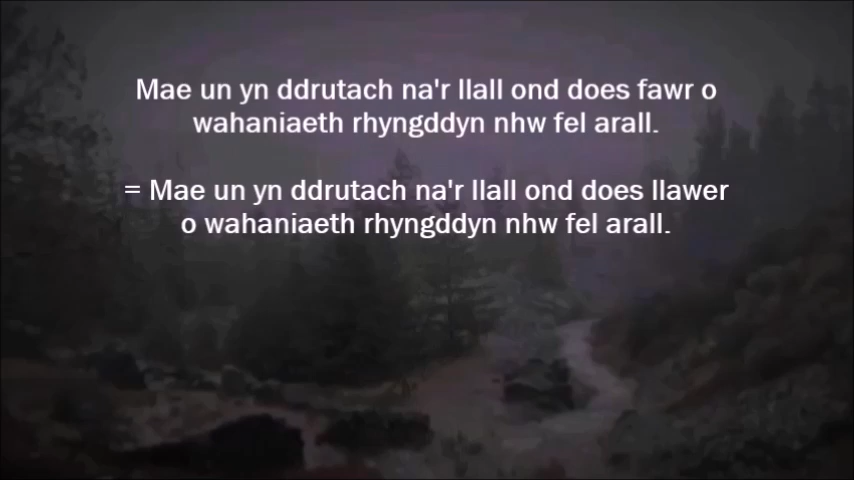 Mae un yn ddrutach na'r llall ond does fawr o
wahaniaeth rhyngddyn nhw fel arall.
= Mae un yn ddrutach na'r llall ond does llawer
o wahaniaeth rhyngddyn nhw fel arall.